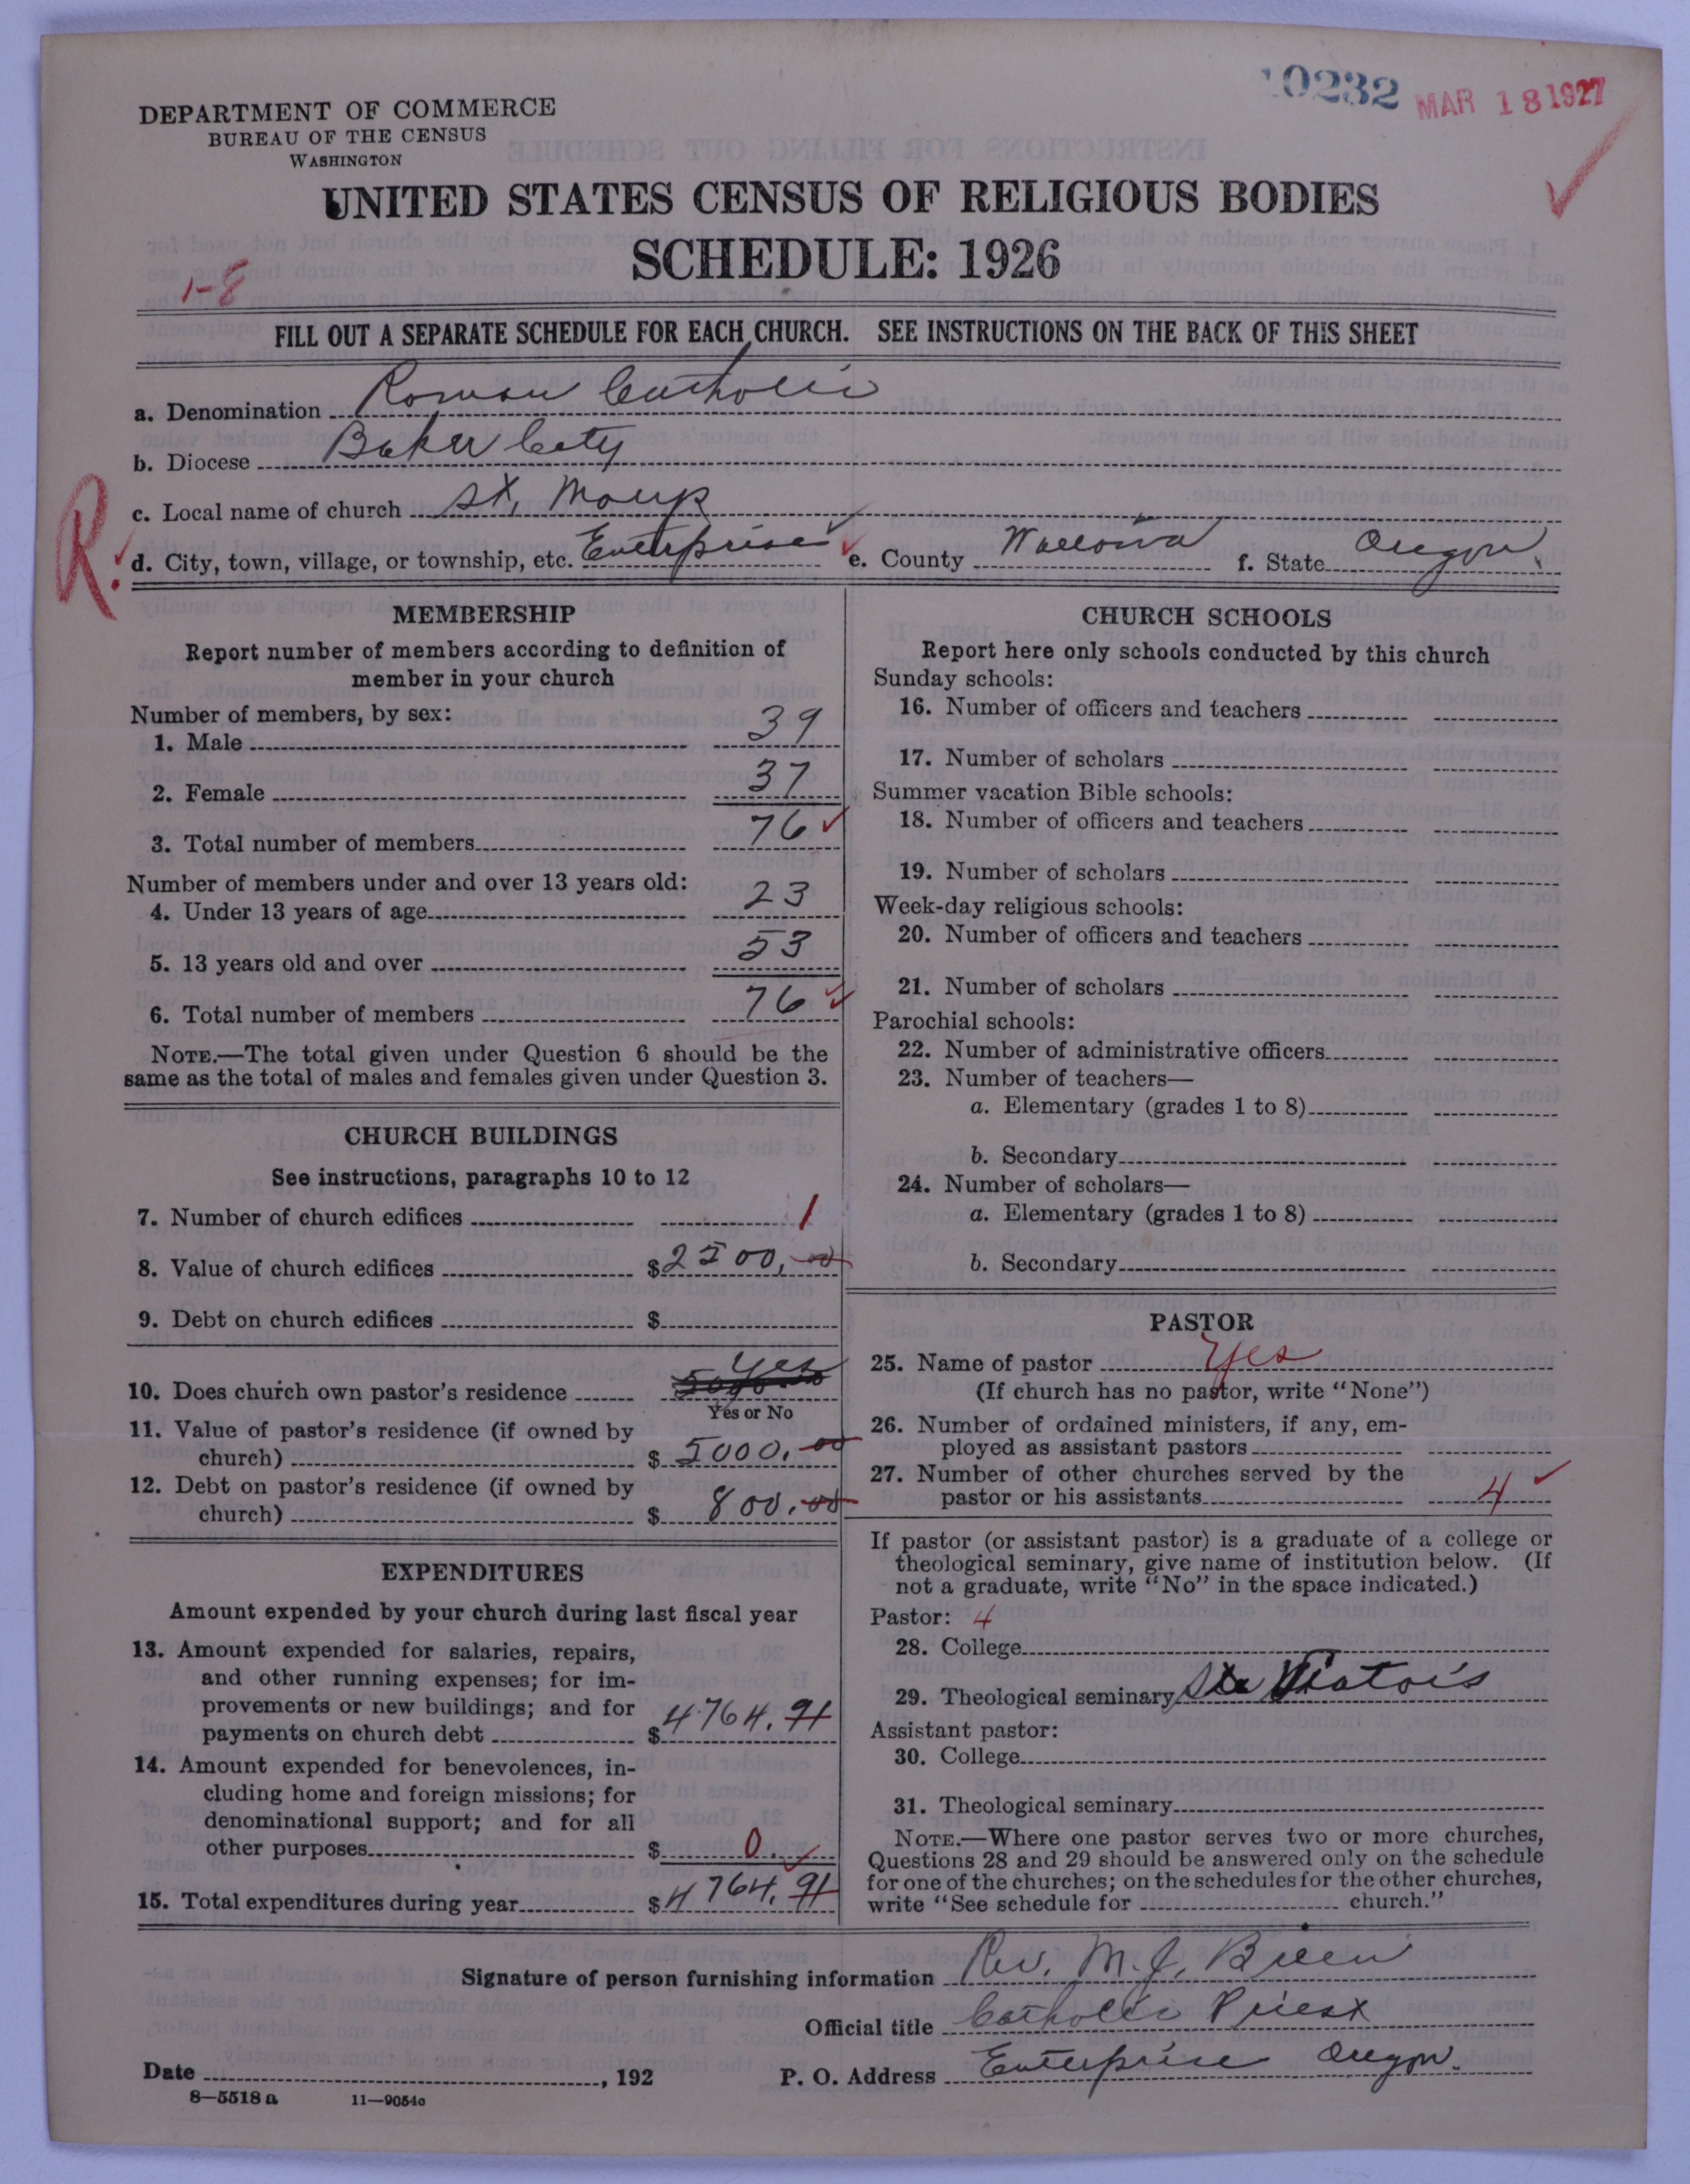 10232 MAR 18 1927
DEPARTMENT OF COMMERCE
BUREAU OF THE CENSUS
WASHINGTON
UNITED STATES CENSUS OF RELIGIOUS BODIES
SCHEDULE: 1926
1-8
FILL OUT A SEPARATE SCHEDULE FOR EACH CHURCH. SEE INSTRUCTIONS ON THE BACK OF THIS SHEET
a. Denomination Roman Catholic
b. Diocese Baker City
c. Local name of church St. Marys
R.
d. City, town, village, or township, etc. Enterprise e. County Wallowa f. State Oregon
MEMBERSHIP
Report number of members according to definition of
member in your church
Number of members, by sex:
1. Male 39
2. Female 37
3. Total number of members 76
Number of members under and over 13 years old:
4. Under 13 years of age 23
5. 13 years old and over 53
6. Total number of members 76
NOTE.—The total given under Question 6 should be the
same as the total of males and females given under Question 3.
CHURCH BUILDINGS
See instructions, paragraphs 10 to 12
7. Number of church edifices 1
8. Value of church edifices $2500.00
9. Debt on church edifices $
10. Does church own pastor's residence Yes
Yes or No
11. Value of pastor's residence (if owned by
church) $5000.00
12. Debt on pastor's residence (if owned by
church) $800.00
EXPENDITURES
Amount expended by your church during last fiscal year
13. Amount expended for salaries, repairs,
and other running expenses; for im-
provements or new buildings; and for
payments on church debt $4764.91
14. Amount expended for benevolences, in-
cluding home and foreign missions; for
denominational support; and for all
other purposes $0
15. Total expenditures during year $4764.91
CHURCH SCHOOLS
Report here only schools conducted by this church
Sunday schools:
16. Number of officers and teachers
17. Number of scholars
Summer vacation Bible schools:
18. Number of officers and teachers
19. Number of scholars
Week-day religious schools:
20. Number of officers and teachers
21. Number of scholars
Parochial schools:
22. Number of administrative officers
23. Number of teachers—
a. Elementary (grades 1 to 8)
b. Secondary
24. Number of scholars—
a. Elementary (grades 1 to 8)
b. Secondary
PASTOR
25. Name of pastor Yes
(If church has no pastor, write "None")
26. Number of ordained ministers, if any, em-
ployed as assistant pastors
27. Number of other churches served by the
pastor or his assistants 4
If pastor (or assistant pastor) is a graduate of a college or
theological seminary, give name of institution below. (If
not a graduate, write "No" in the space indicated.)
Pastor: 4
28. College
29. Theological seminary Viators
Assistant pastor:
30. College
31. Theological seminary
NOTE.—Where one pastor serves two or more churches,
Questions 28 and 29 should be answered only on the schedule
for one of the churches; on the schedules for the other churches,
write "See schedule for church."
Signature of person furnishing information Rev. M. J.
Official title Catholic Priest
Date , 192 P. O. Address Enterprise Oregon.
8—5518 a 11—9054c